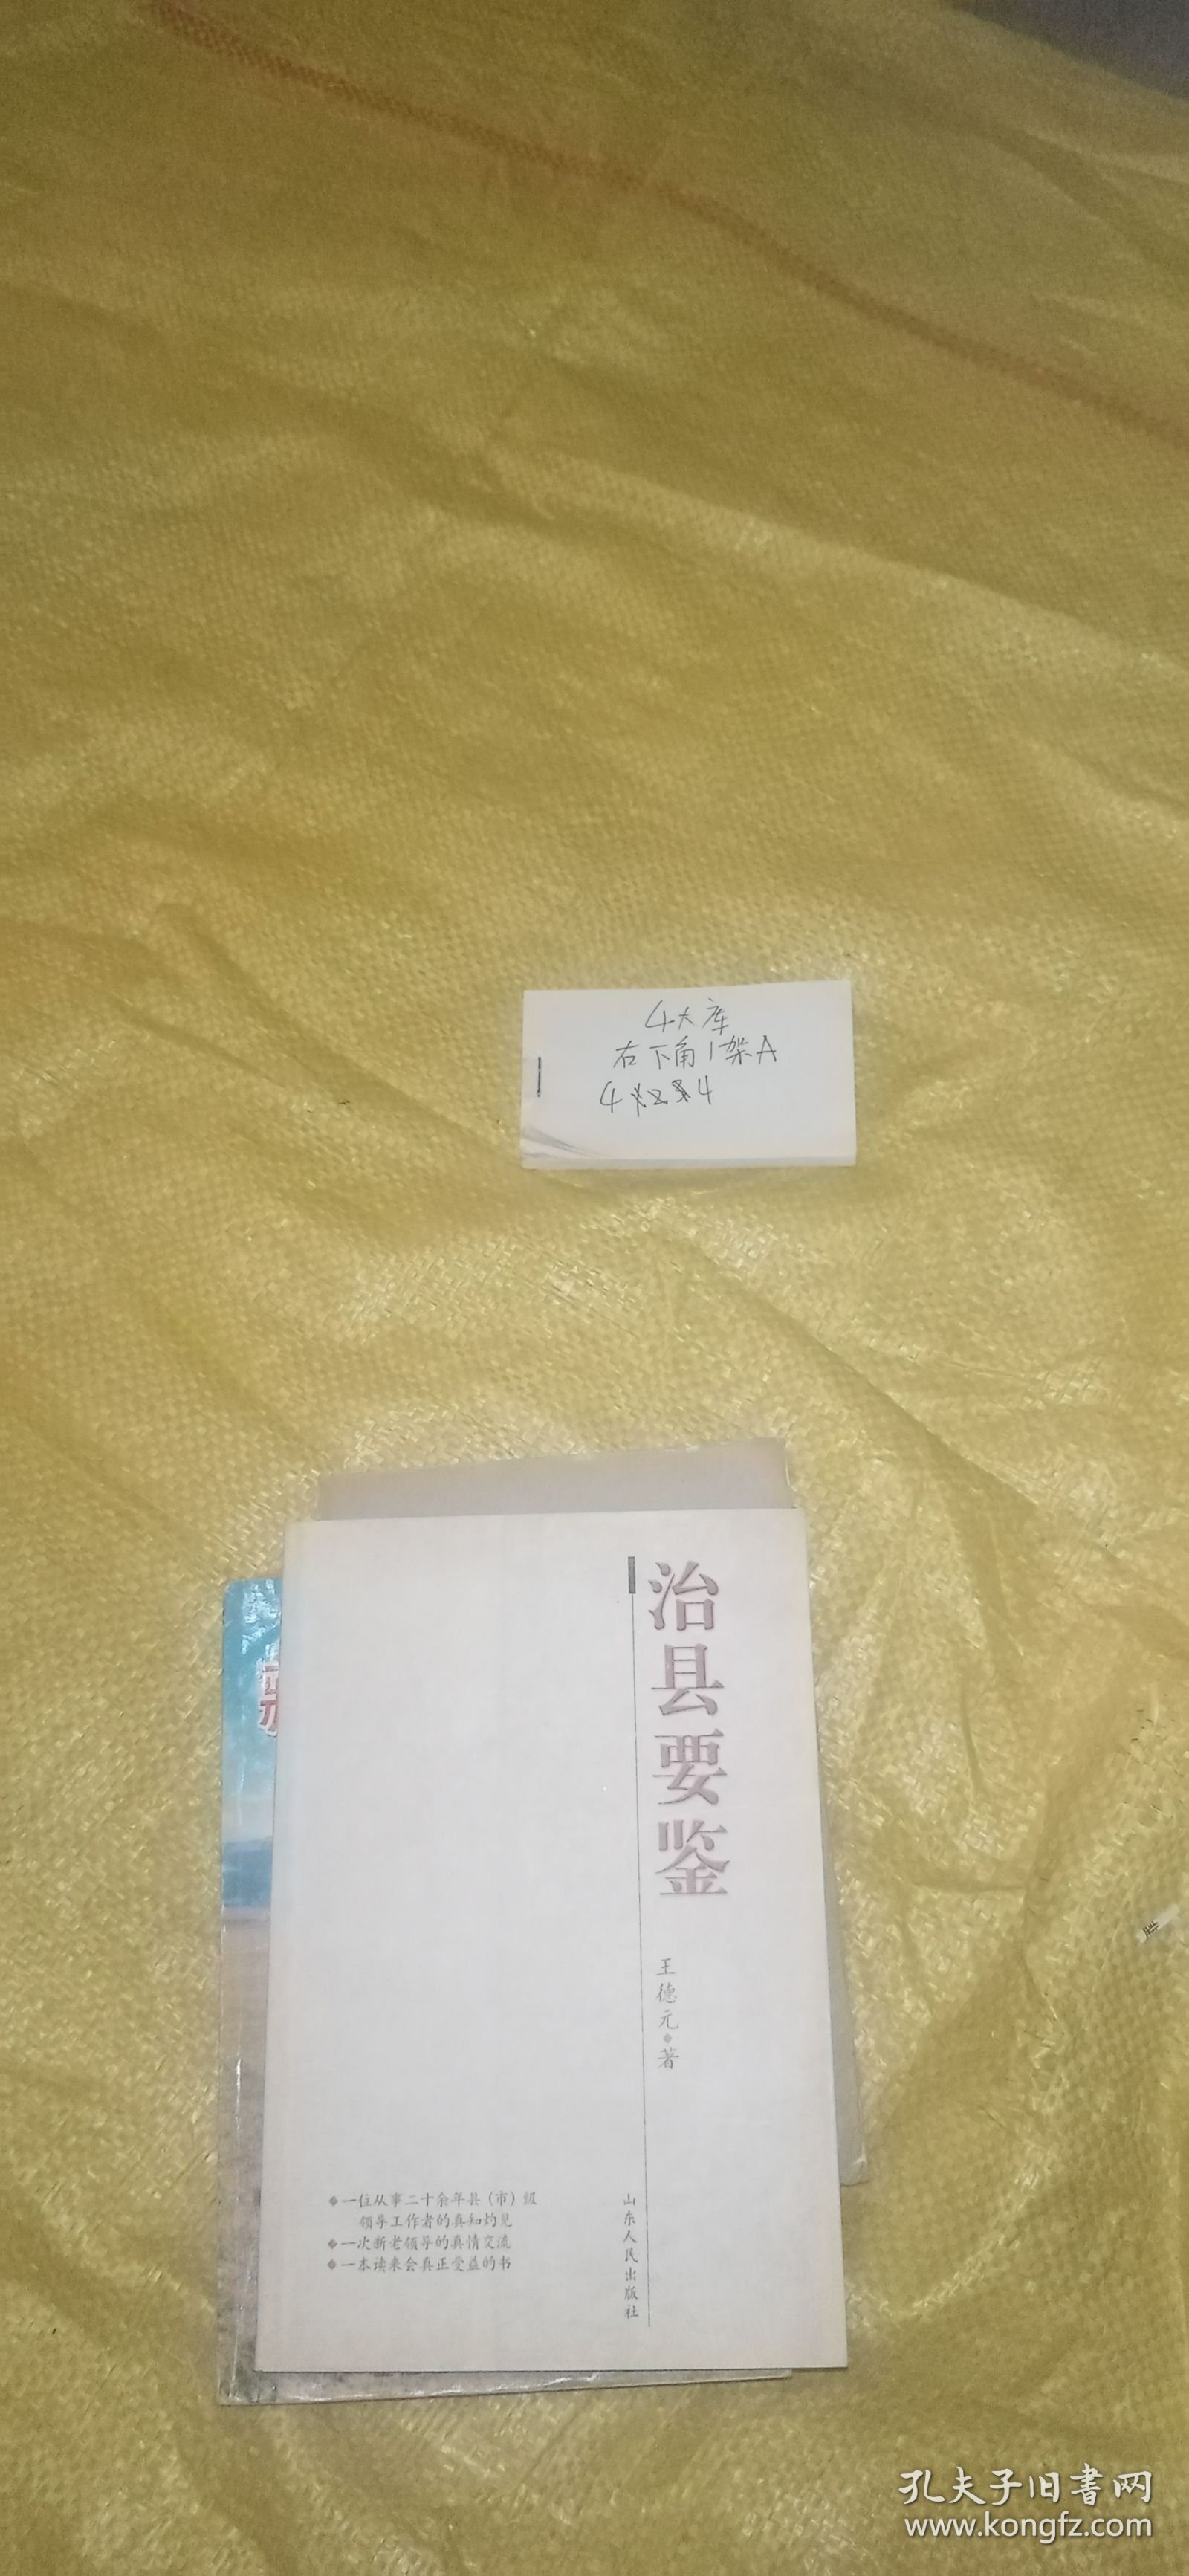 4大库
右下角1架A
治县要鉴
王德元◆著
◆一位从事二十余年县(市)级
领导工作者的真知灼见
◆一次新老领导的真情交流
◆一本读来会真正受益的书
山东人民出版社
孔夫子旧書网
www.kongfz.com